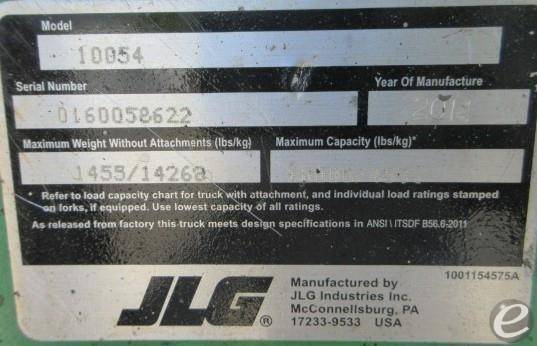 Model
10054
Serial Number
Year Of Manufacture
0160058622
Maximum Weight Without Attachments (lbs/kg)
Maximum Capacity (lbs/kg)*
* Refer to load capacity chart for truck with attachment, and individual load ratings stamped
on forks, if equipped. Use lowest capacity of all ratings.
As released from factory this truck meets design specifications in ANSI \ ITSDF B56.6-2011
1001154575A
JLG®
Manufactured by
JLG Industries Inc.
McConnellsburg, PA
17233-9533 USA
e